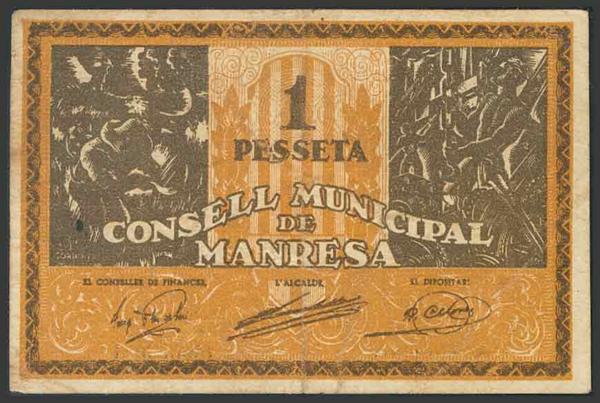 1
PESSETA
CONSELL MUNICIPAL
DE
MANRESA
EL CONSELLER DE FINANCES, L'ALCALDE, EL DIPOSITARI